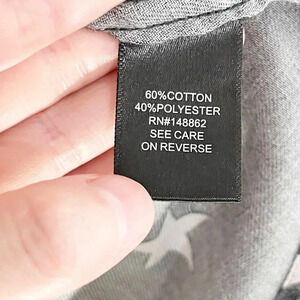 60%COTTON
40%POLYESTER
RN#148862
SEE CARE
ON REVERSE